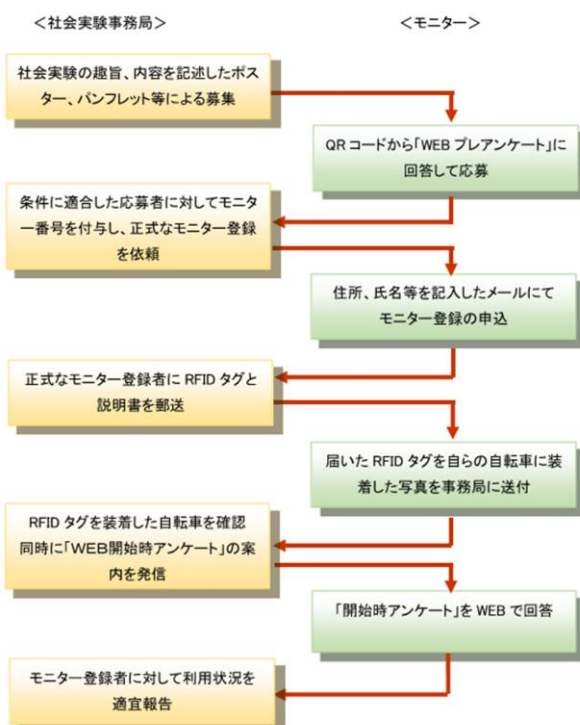 ＜社会実験事務局＞
＜モニター＞
社会実験の趣旨、内容を記述したポス
ター、パンフレット等による募集
QRコードから「WEB プレアンケート」に
回答して応募
条件に適合した応募者に対してモニタ
ー番号を付与し、正式なモニター登録
を依頼
住所、氏名等を記入したメールにて
モニター登録の申込
正式なモニター登録者に RFID タグと
説明書を郵送
届いた RFID タグを自らの自転車に装
着した写真を事務局に送付
RFID タグを装着した自転車を確認
同時に「WEB開始時アンケート」の案
内を発信
「開始時アンケート」を WEB で回答
モニター登録者に対して利用状況を
適宜報告